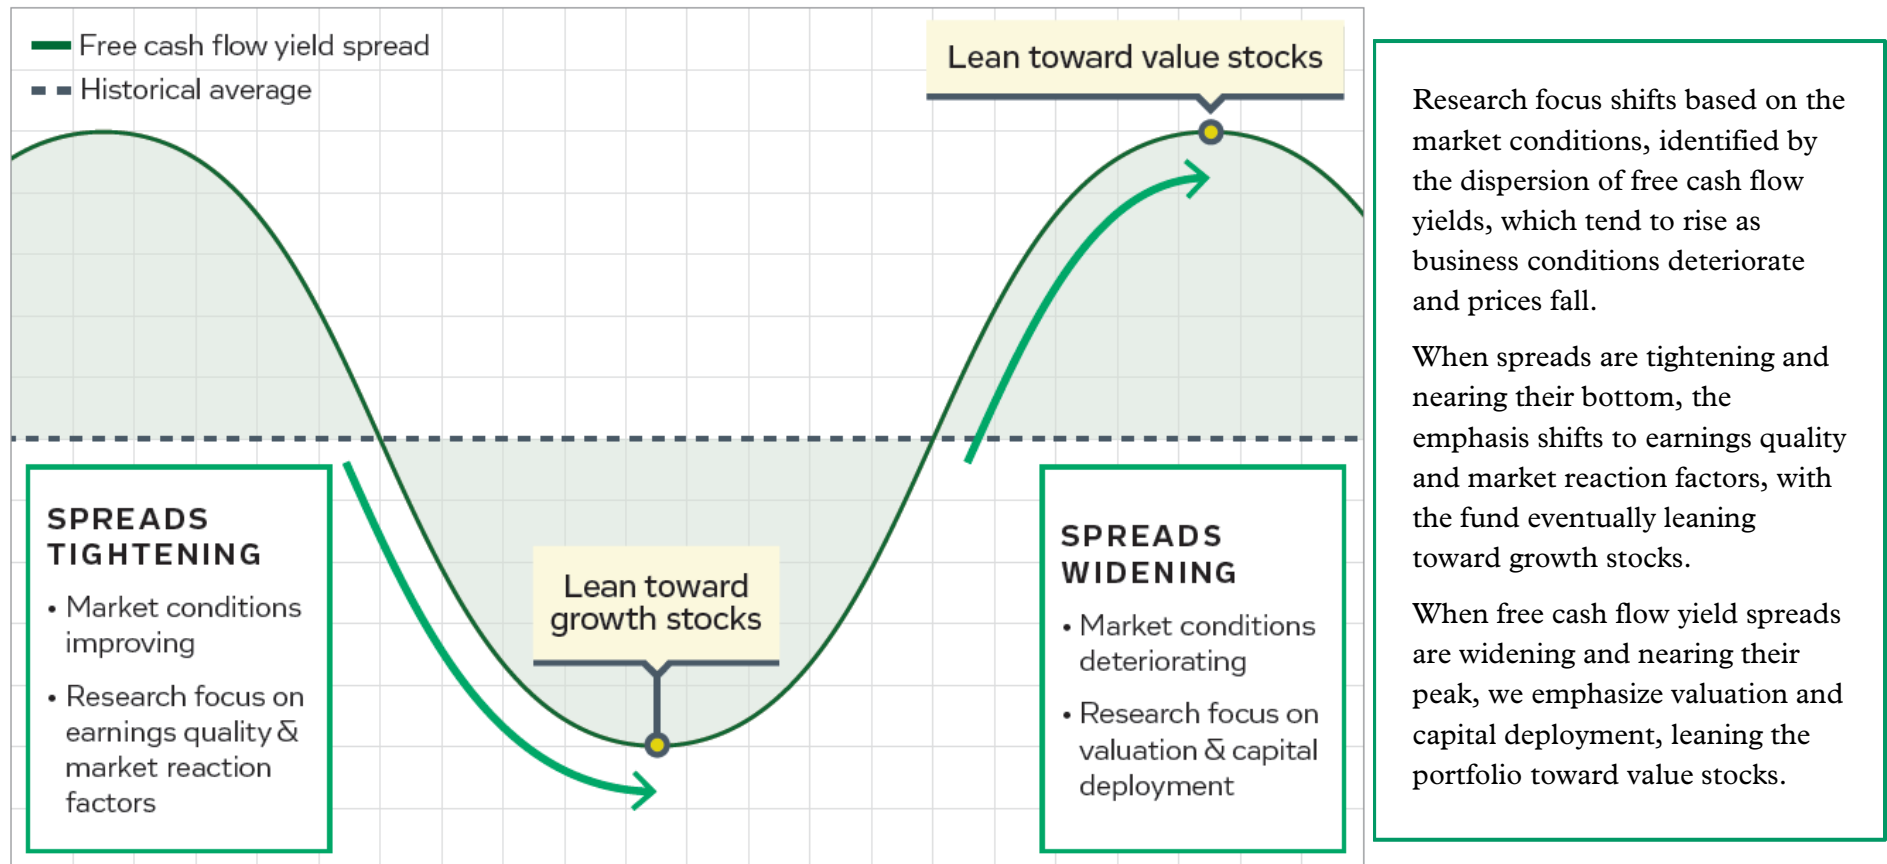 Free cash flow yield spread
Historical average
Lean toward value stocks
SPREADS
TIGHTENING
• Market conditions
improving
• Research focus on
earnings quality &
market reaction
factors
Lean toward
growth stocks
SPREADS
WIDENING
• Market conditions
deteriorating
• Research focus on
valuation & capital
deployment
Research focus shifts based on the
market conditions, identified by
the dispersion of free cash flow
yields, which tend to rise as
business conditions deteriorate
and prices fall.
When spreads are tightening and
nearing their bottom, the
emphasis shifts to earnings quality
and market reaction factors, with
the fund eventually leaning
toward growth stocks.
When free cash flow yield spreads
are widening and nearing their
peak, we emphasize valuation and
capital deployment, leaning the
portfolio toward value stocks.